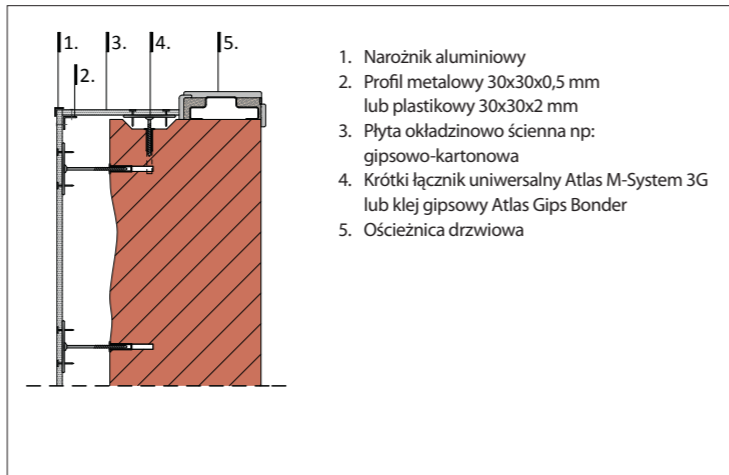 1. 3. 4. 5.
2.
1. Narożnik aluminiowy
2. Profil metalowy 30x30x0,5 mm
lub plastikowy 30x30x2 mm
3. Płyta okładzinowo ścienna np:
gipsowo-kartonowa
4. Krótki łącznik uniwersalny Atlas M-System 3G
lub klej gipsowy Atlas Gips Bonder
5. Ościeżnica drzwiowa